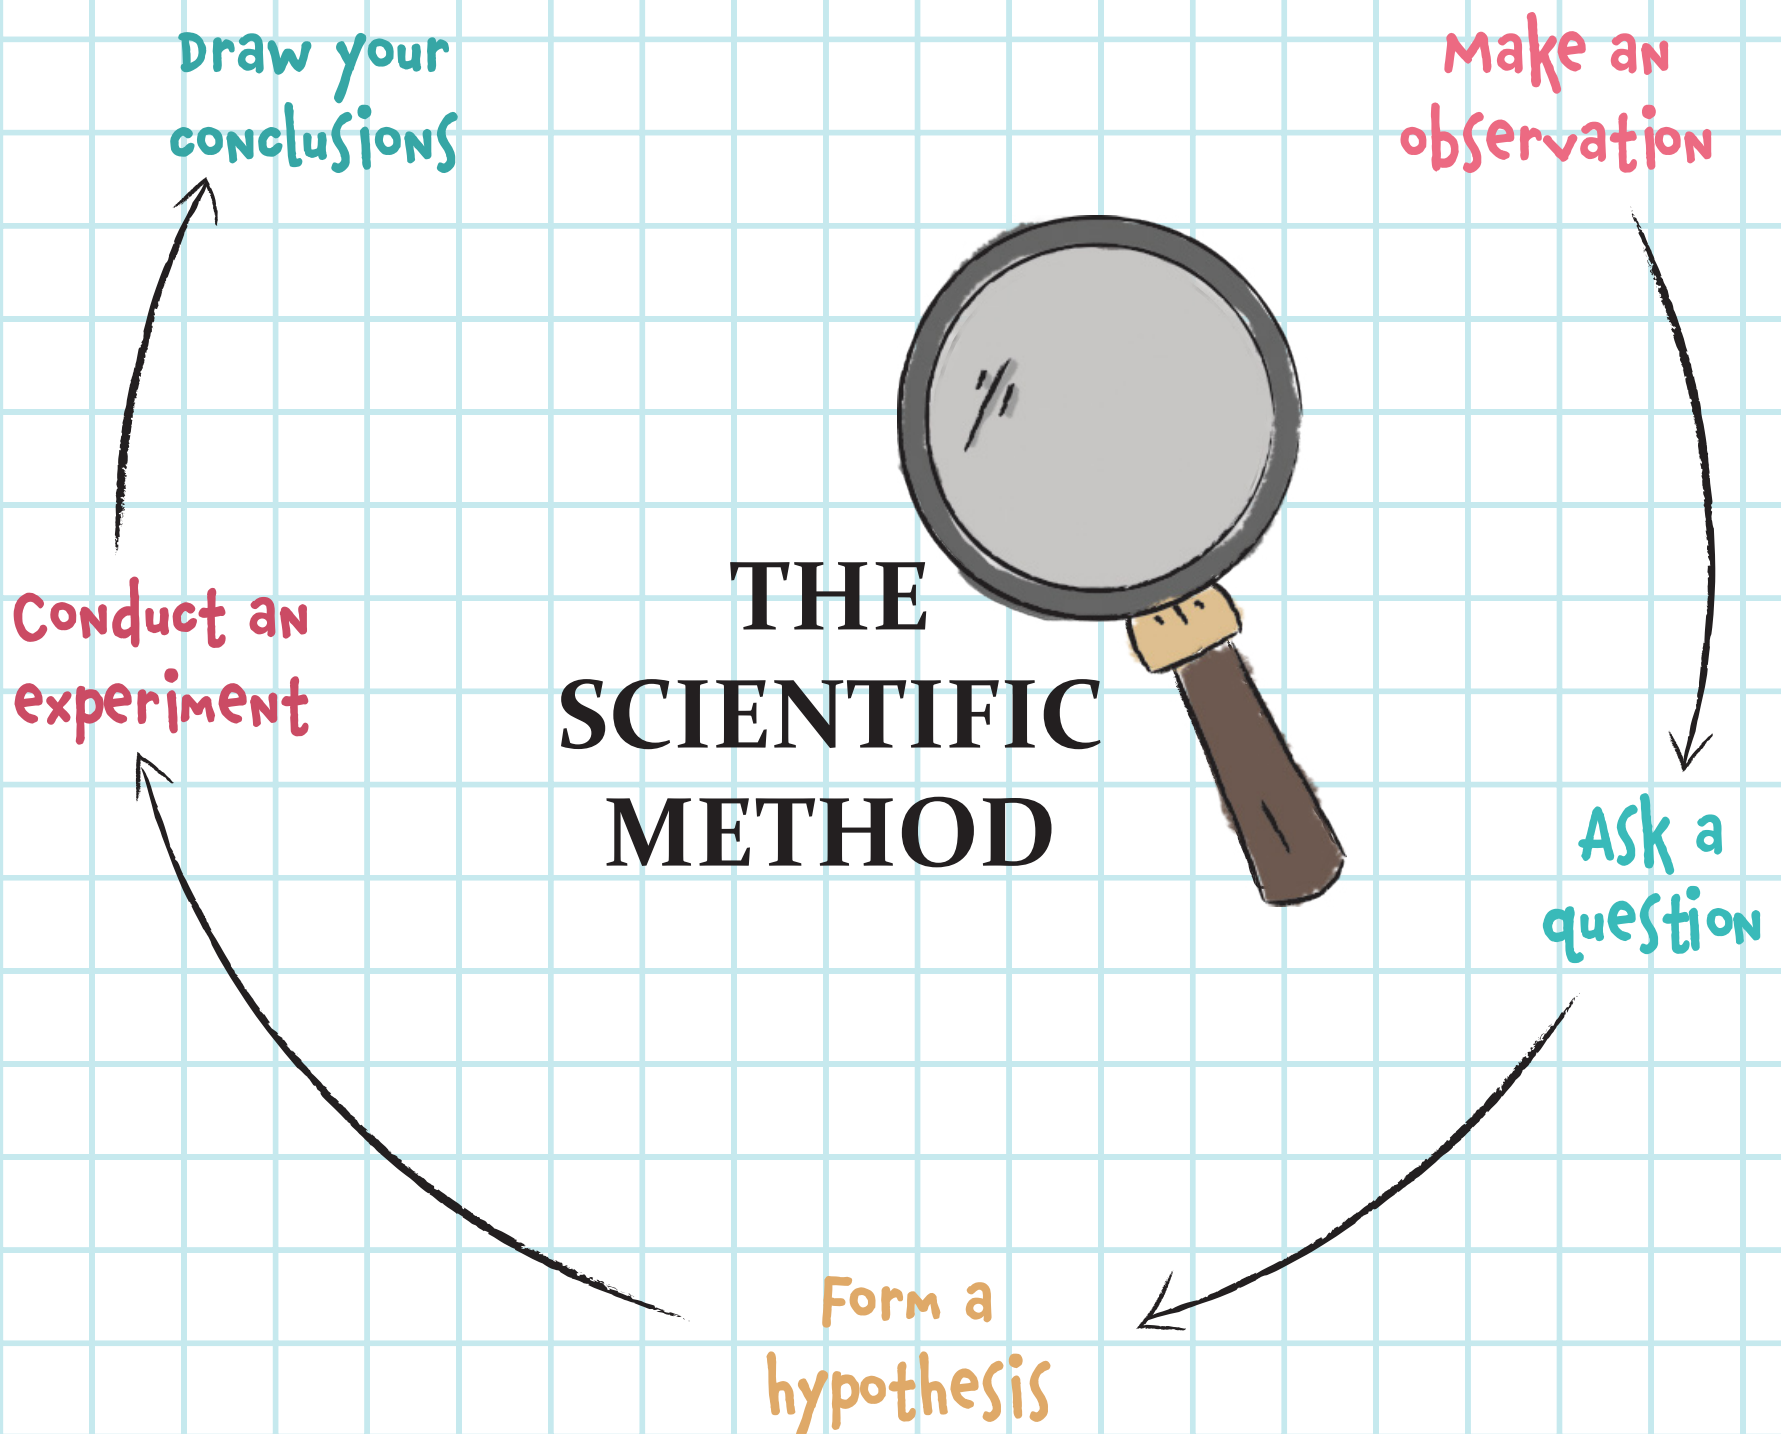 Draw your
conclusions
Make an
observation
Conduct an
experiment
THE
SCIENTIFIC
METHOD
Ask a
question
Form a
hypothesis